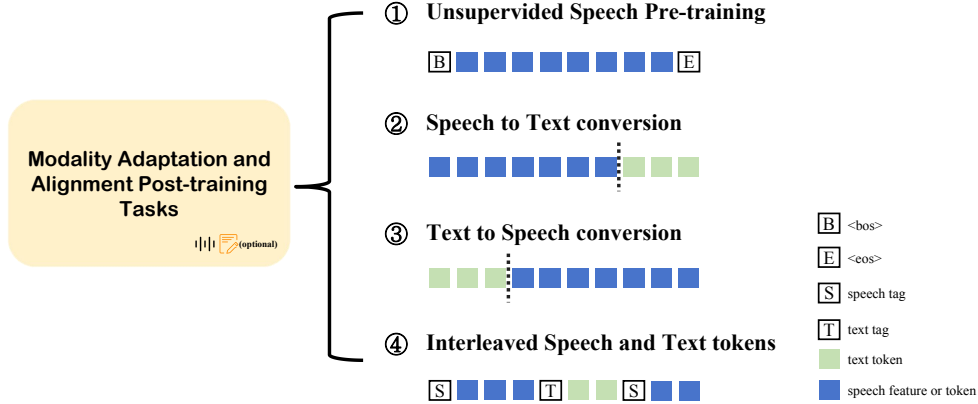 ① Unsupervided Speech Pre-training
B E
② Speech to Text conversion
Modality Adaptation and
Alignment Post-training
Tasks
(optional)
③ Text to Speech conversion
④ Interleaved Speech and Text tokens
S T S
B <bos>
E <eos>
S speech tag
T text tag
text token
speech feature or token